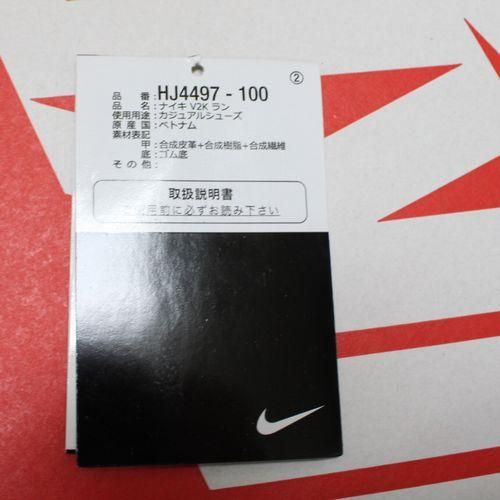 ②
品 番:HJ4497 - 100
品 名:ナイキ V2K ラン
使用用途:カジュアルシューズ
原 産 国:ベトナム
素材表記
甲:合成皮革+合成樹脂+合成繊維
底:ゴム底
そ の 他:
取扱説明書
ご使用前に必ずお読み下さい